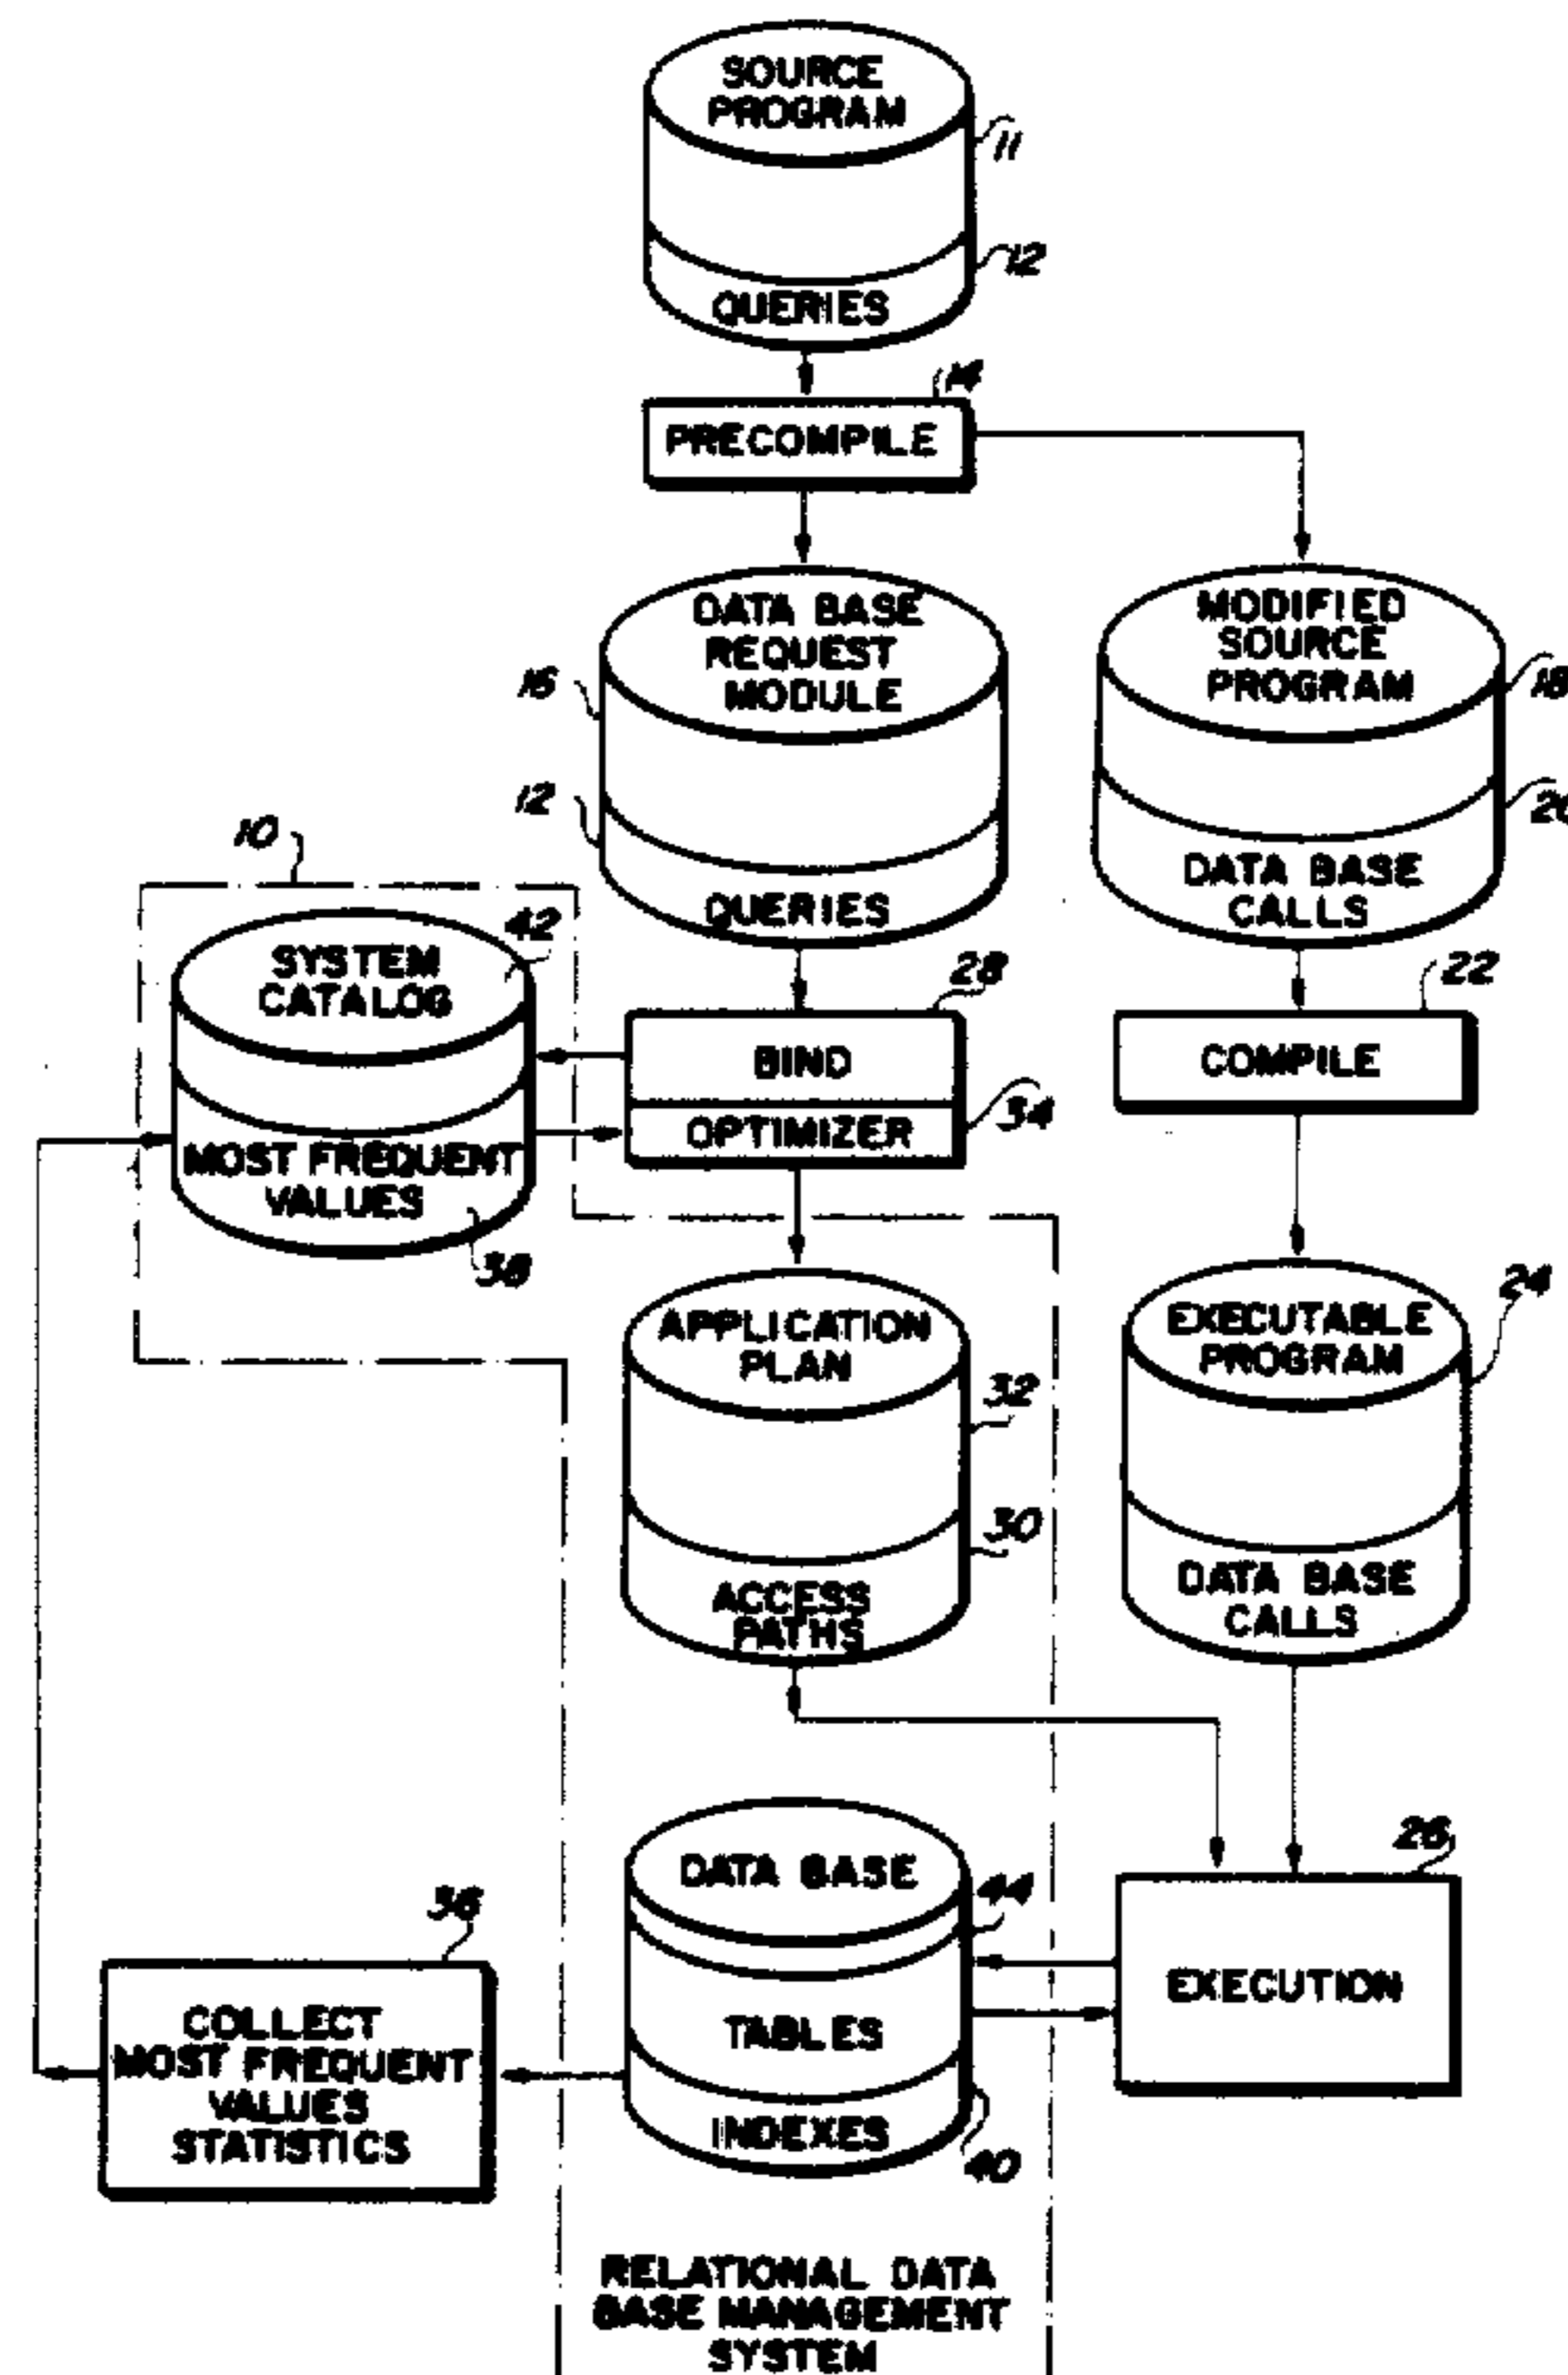 SOURCE
PROGRAM
11
12
QUERIES
14
PRECOMPILE
DATA BASE
REQUEST
MODULE
16
12
QUERIES
MODIFIED
SOURCE
PROGRAM
18
20
DATA BASE
CALLS
10
42
SYSTEM
CATALOG
MOST FREQUENT
VALUES
38
28
BIND
OPTIMIZER
34
22
COMPILE
APPLICATION
PLAN
32
30
ACCESS
PATHS
24
EXECUTABLE
PROGRAM
DATA BASE
CALLS
26
EXECUTION
DATA BASE
44
TABLES
INDEXES
40
36
COLLECT
MOST FREQUENT
VALUES
STATISTICS
RELATIONAL DATA
BASE MANAGEMENT
SYSTEM